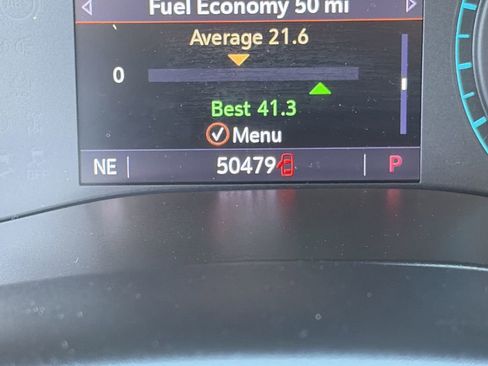 Fuel Economy 50 mi
Average 21.6
0
Best 41.3
Menu
NE 50479 P